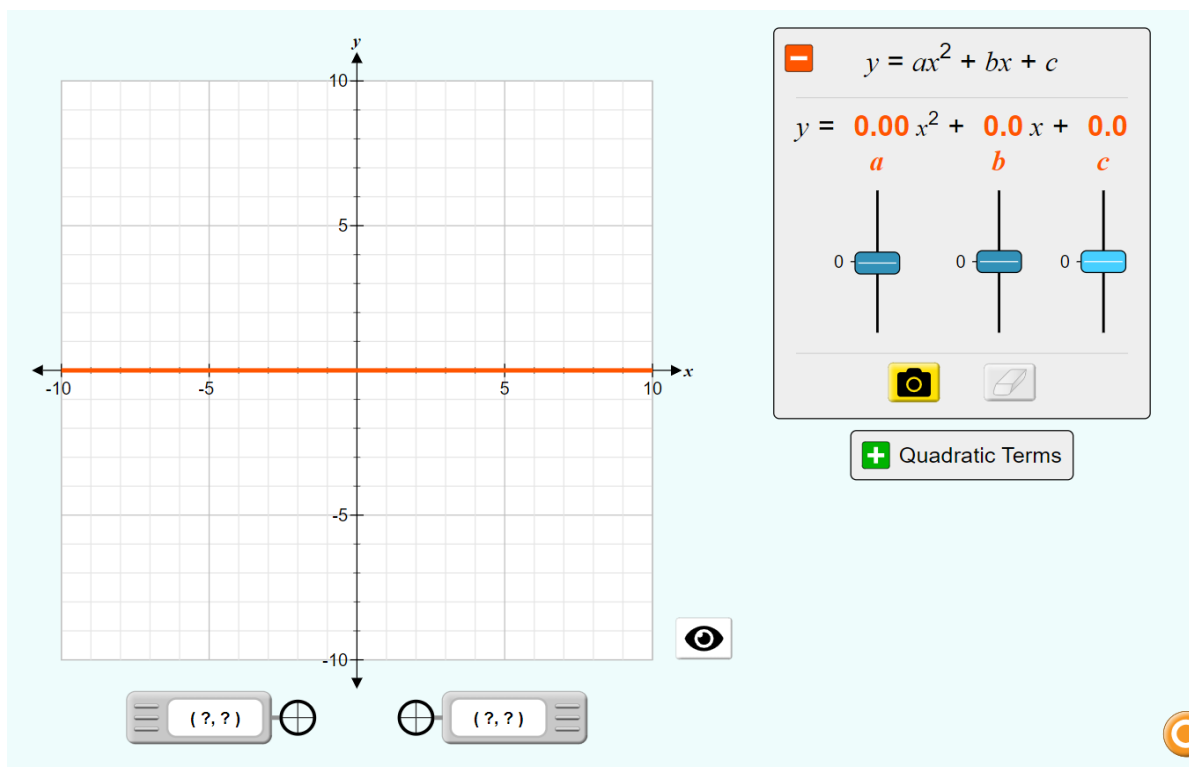 y
10
5
-10
-5
5
10
x
-5
-10
( ?, ? )
( ?, ? )
y = ax² + bx + c
y = 0.00 x² + 0.0 x + 0.0
a b c
0 0 0
Quadratic Terms